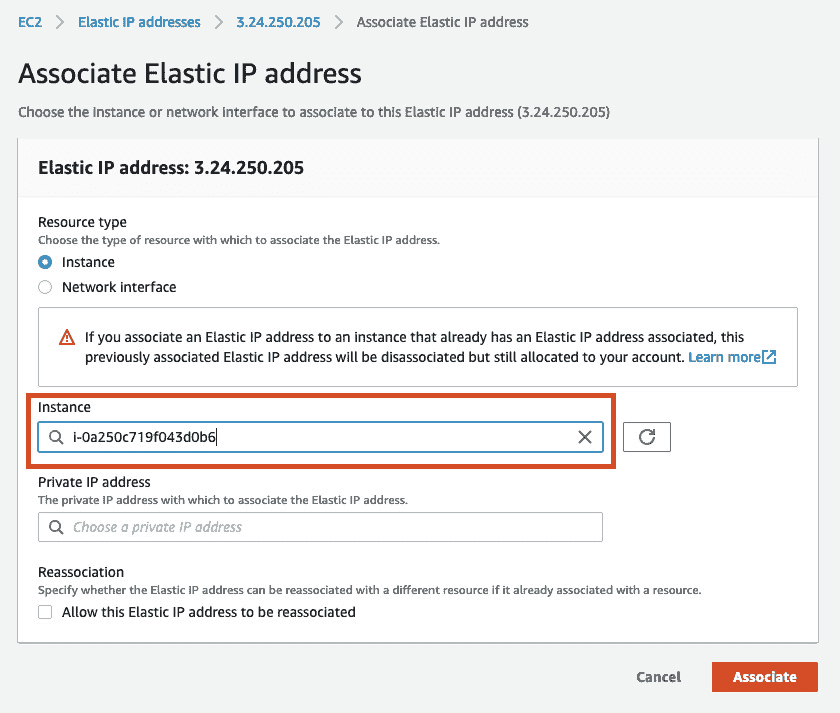 EC2 > Elastic IP addresses > 3.24.250.205 > Associate Elastic IP address
Associate Elastic IP address
Choose the instance or network interface to associate to this Elastic IP address (3.24.250.205)
Elastic IP address: 3.24.250.205
Resource type
Choose the type of resource with which to associate the Elastic IP address.
Instance
Network interface
If you associate an Elastic IP address to an instance that already has an Elastic IP address associated, this
previously associated Elastic IP address will be disassociated but still allocated to your account. Learn more
Instance
i-0a250c719f043d0b6
Private IP address
The private IP address with which to associate the Elastic IP address.
Choose a private IP address
Reassociation
Specify whether the Elastic IP address can be reassociated with a different resource if it already associated with a resource.
Allow this Elastic IP address to be reassociated
Cancel
Associate